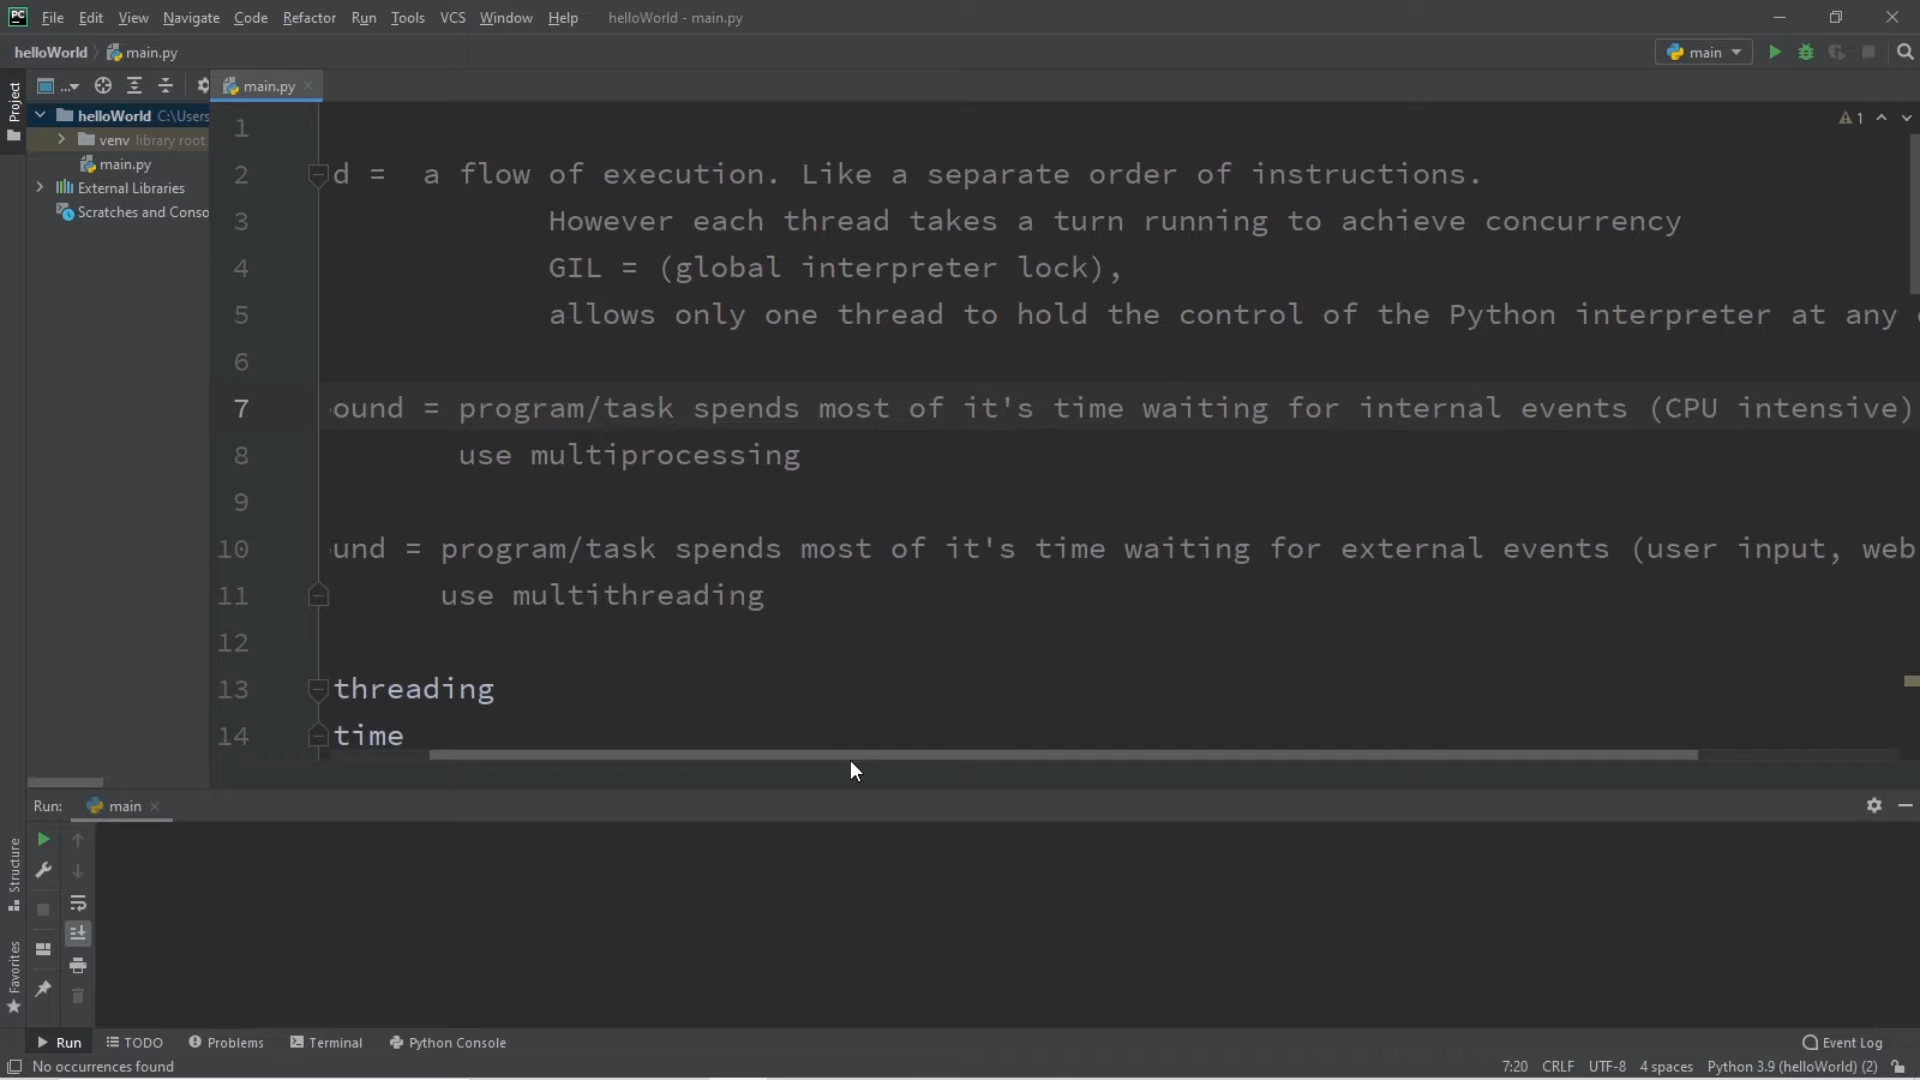 PC File Edit View Navigate Code Refactor Run Tools VCS Window Help helloWorld - main.py
helloWorld main.py main
Project
... main.py
helloWorld C:\Users
venv library root
main.py
External Libraries
Scratches and Conso
1
1
2 d = a flow of execution. Like a separate order of instructions.
3 However each thread takes a turn running to achieve concurrency
4 GIL = (global interpreter lock),
5 allows only one thread to hold the control of the Python interpreter at any
6
7 ound = program/task spends most of it's time waiting for internal events (CPU intensive)
8 use multiprocessing
9
10 und = program/task spends most of it's time waiting for external events (user input, web
11 use multithreading
12
13 threading
14 time
Run: main
Structure
Favorites
Run TODO Problems Terminal Python Console Event Log
No occurrences found 7:20 CRLF UTF-8 4 spaces Python 3.9 (helloWorld) (2)